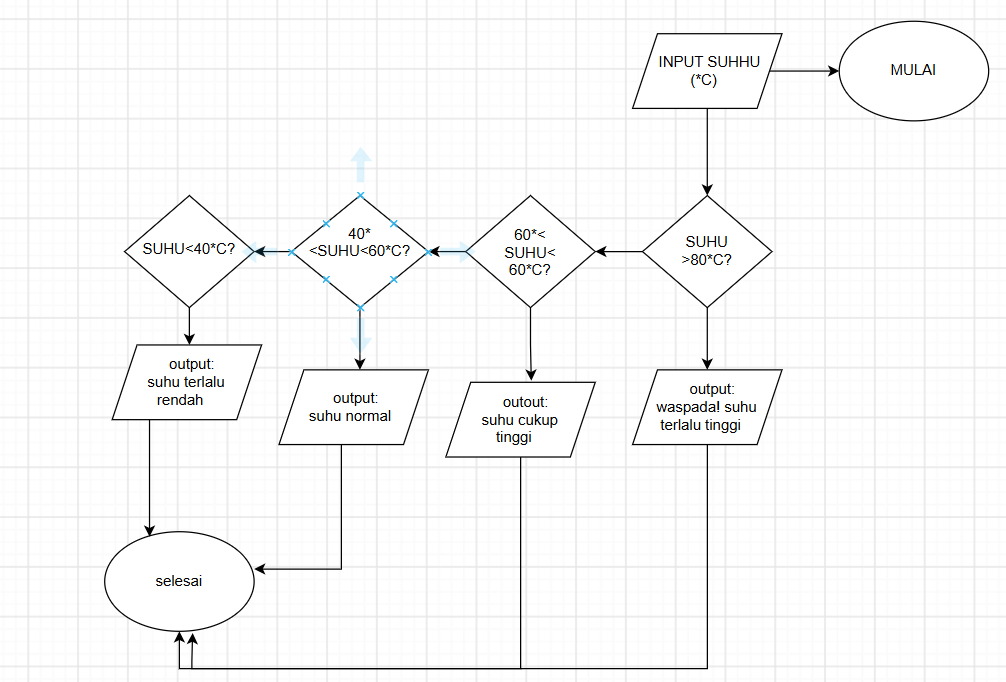 INPUT SUHHU
(*C)
MULAI
SUHU<40*C?
40*
<SUHU<60*C?
60*<
SUHU<
60*C?
SUHU
>80*C?
output:
suhu terlalu
rendah
output:
suhu normal
outout:
suhu cukup
tinggi
output:
waspada! suhu
terlalu tinggi
selesai